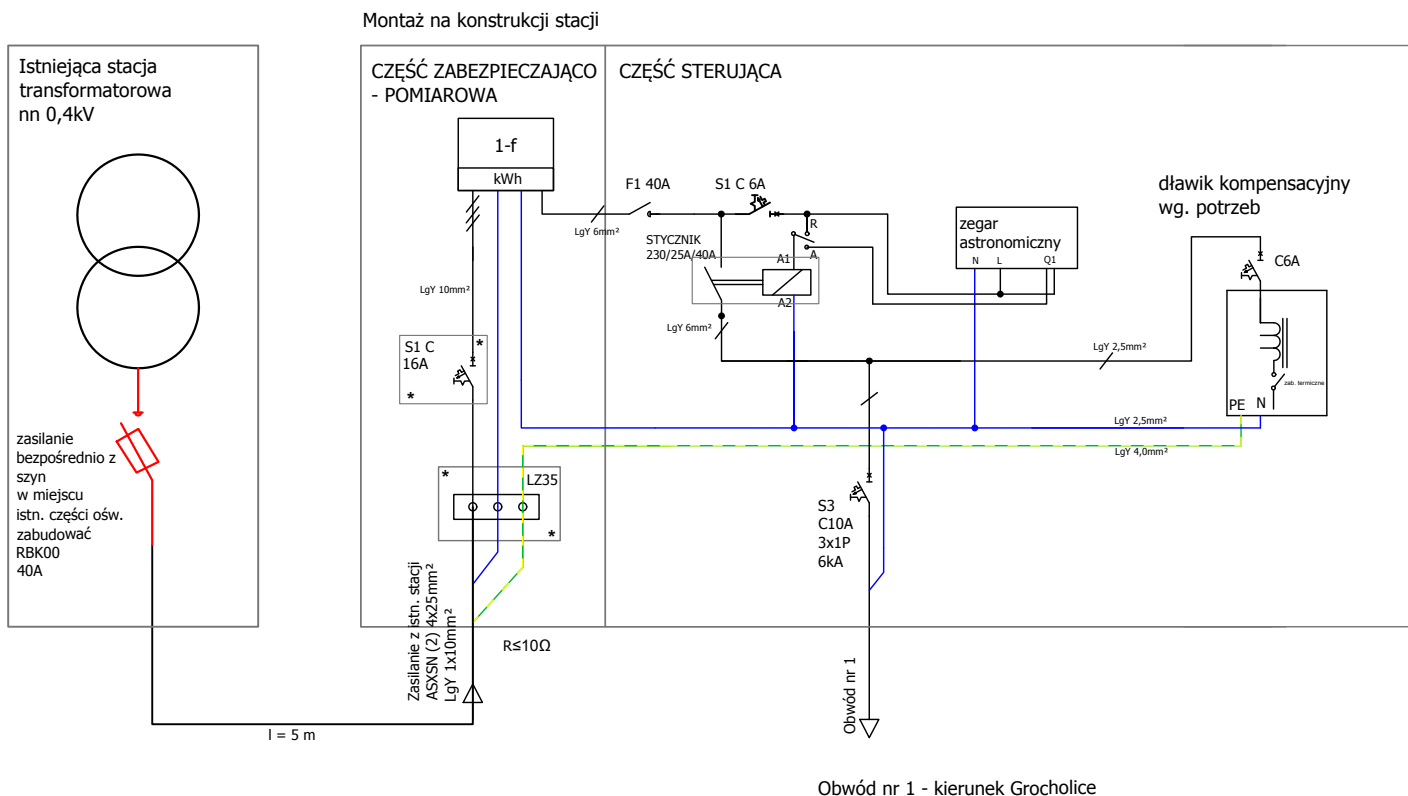 Montaż na konstrukcji stacji
Istniejąca stacja
transformatorowa
nn 0,4kV
CZĘŚĆ ZABEZPIECZAJĄCO
- POMIAROWA
CZĘŚĆ STERUJĄCA
1-f
kWh
F1 40A
S1 C 6A
dławik kompensacyjny
wg. potrzeb
LgY 6mm²
STYCZNIK
230/25A/40A
R
A
A1
A2
zegar
astronomiczny
N
L
Q1
C6A
LgY 10mm²
LgY 6mm²
LgY 2,5mm²
S1 C
16A
*
*
zab. termiczne
PE
N
LgY 2,5mm²
LgY 4,0mm²
zasilanie
bezpośrednio z
szyn
w miejscu
istn. części ośw.
zabudować
RBK00
40A
*
LZ35
*
S3
C10A
3x1P
6kA
Zasilanie z istn. stacji
ASXSN (2) 4x25mm²
LgY 1x10mm²
R≤10Ω
Obwód nr 1
l = 5 m
Obwód nr 1 - kierunek Grocholice